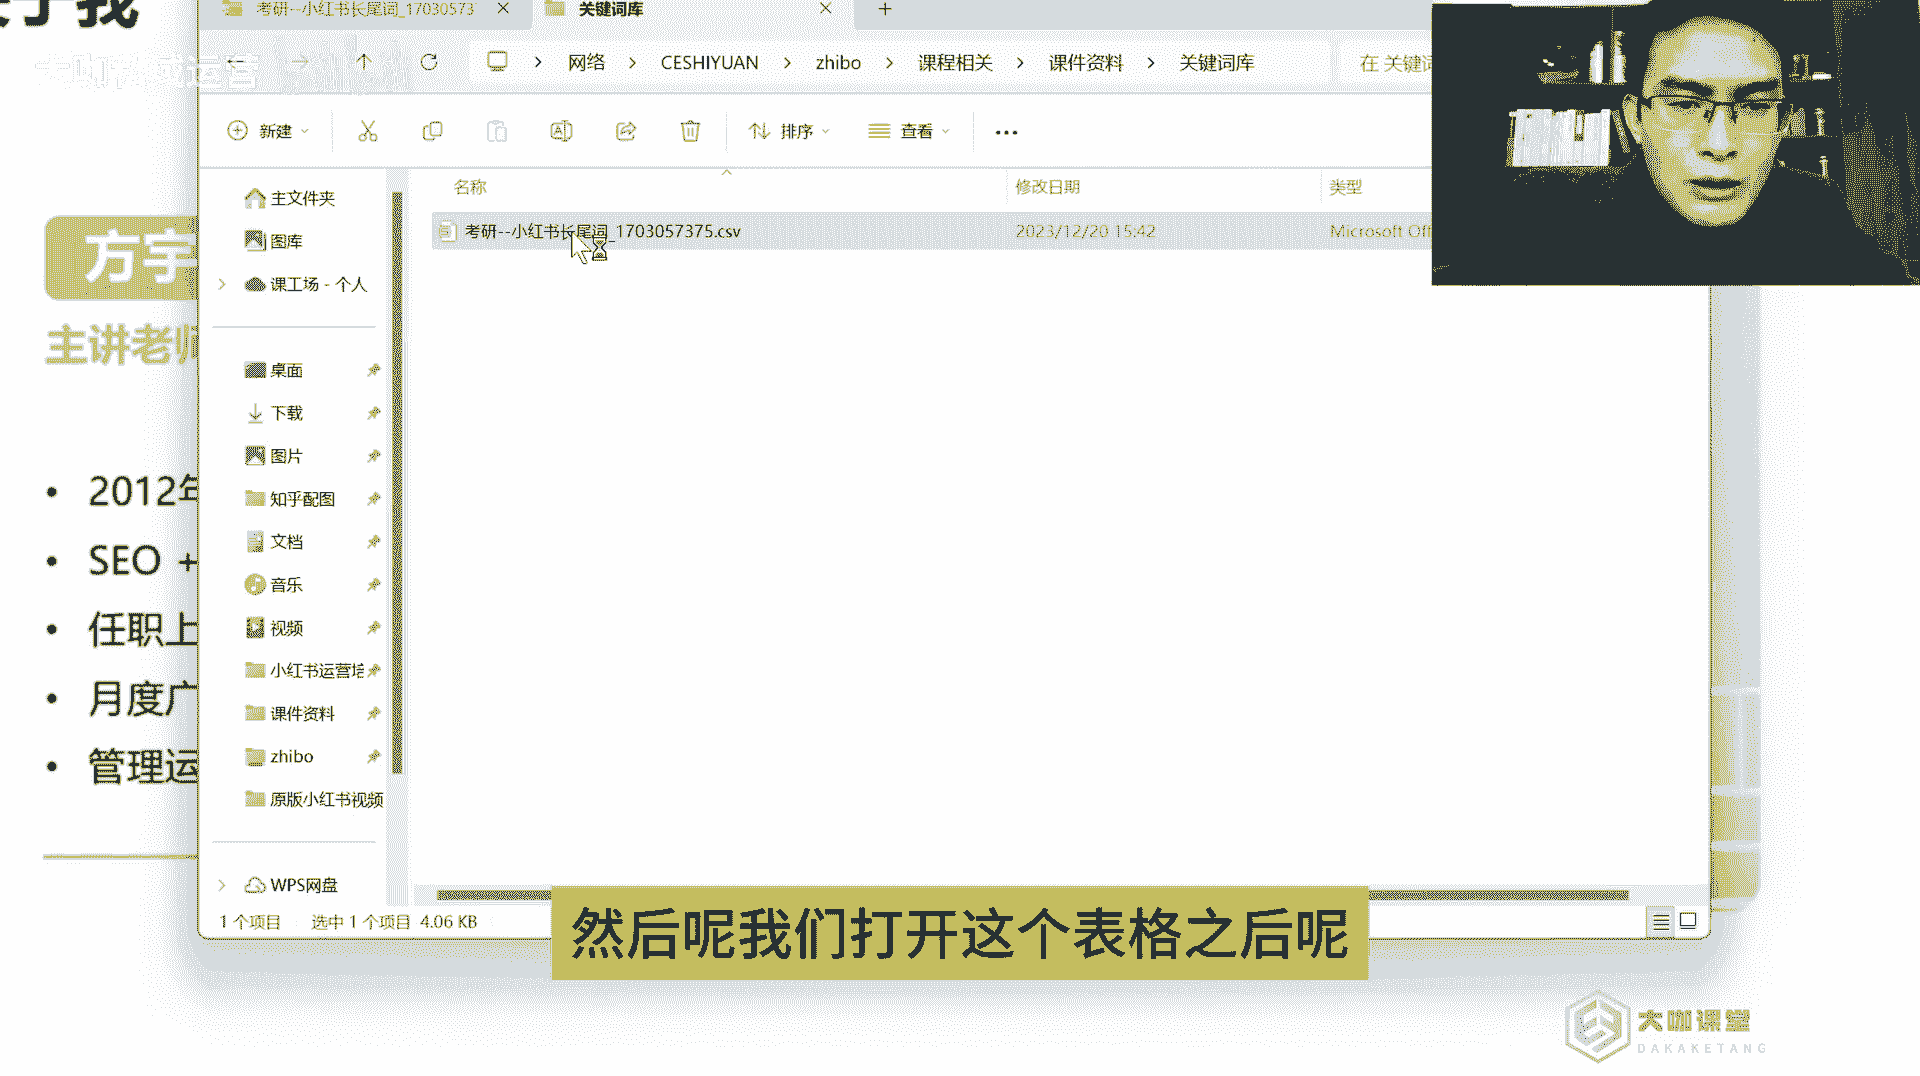 关于我
考研--小红书长尾词_17030573
关键词库
大咖私域运营
网络 > CESHIYUAN > zhibo > 课程相关 > 课件资料 > 关键词库
在 关键词
新建
排序
查看
名称
修改日期
类型
考研--小红书长尾词_1703057375.csv
2023/12/20 15:42
Microsoft Off
主文件夹
图库
课工场 - 个人
桌面
下载
图片
知乎配图
文档
音乐
视频
小红书运营培
课件资料
zhibo
原版小红书视频
WPS网盘
1 个项目
选中 1 个项目 4.06 KB
方宇
主讲老师
• 2012年
• SEO +
• 任职上
• 月度广
• 管理运
然后呢我们打开这个表格之后呢
大咖课堂
DAKAKETANG